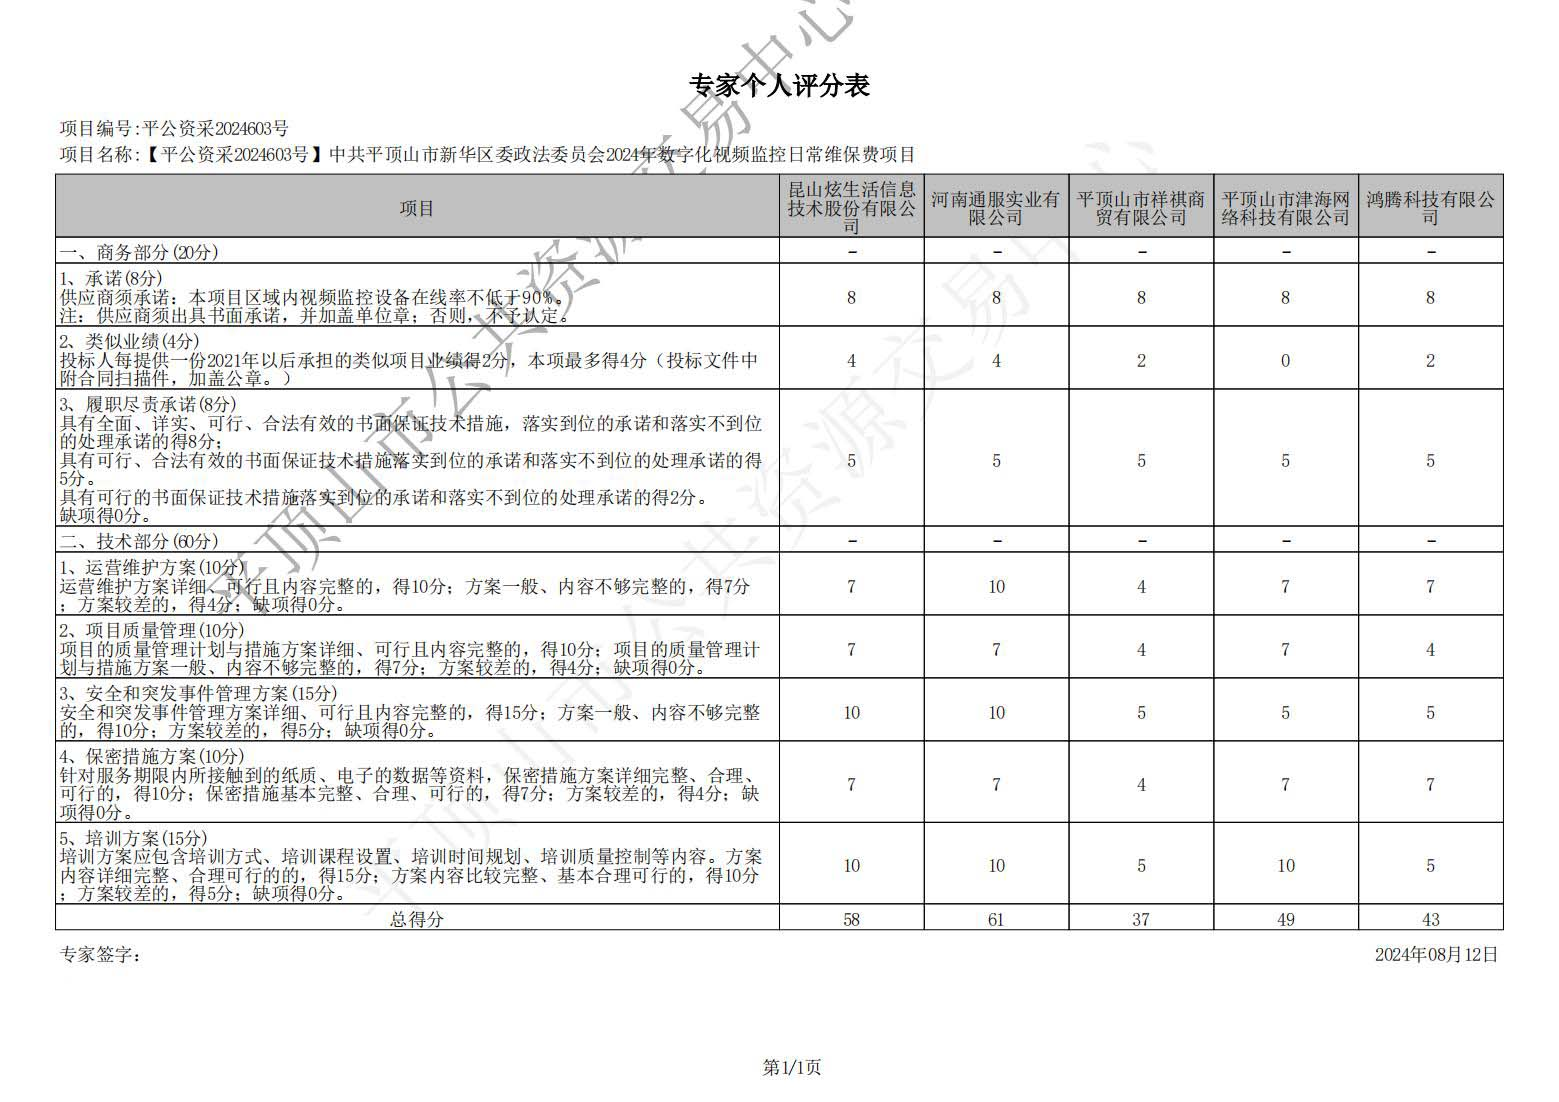 专家个人评分表
项目编号:平公资采2024603号
项目名称:【平公资采2024603号】中共平顶山市新华区委政法委员会2024年数字化视频监控日常维保费项目
项目
昆山炫生活信息
技术股份有限公
司
河南通服实业有
限公司
平顶山市祥祺商
贸有限公司
平顶山市津海网
络科技有限公司
鸿腾科技有限公
司
一、商务部分(20分)
－ － － － －
1、承诺(8分)
供应商须承诺：本项目区域内视频监控设备在线率不低于90%。
注：供应商须出具书面承诺，并加盖单位章；否则，不予认定。
8 8 8 8 8
2、类似业绩(4分)
投标人每提供一份2021年以后承担的类似项目业绩得2分，本项最多得4分（投标文件中
附合同扫描件，加盖公章。）
4 4 2 0 2
3、履职尽责承诺(8分)
具有全面、详实、可行、合法有效的书面保证技术措施，落实到位的承诺和落实不到位
的处理承诺的得8分；
具有可行、合法有效的书面保证技术措施落实到位的承诺和落实不到位的处理承诺的得
5分。
具有可行的书面保证技术措施落实到位的承诺和落实不到位的处理承诺的得2分。
缺项得0分。
5 5 5 5 5
二、技术部分(60分)
－ － － － －
1、运营维护方案(10分)
运营维护方案详细、可行且内容完整的，得10分；方案一般、内容不够完整的，得7分
；方案较差的，得4分；缺项得0分。
7 10 4 7 7
2、项目质量管理(10分)
项目的质量管理计划与措施方案详细、可行且内容完整的，得10分；项目的质量管理计
划与措施方案一般、内容不够完整的，得7分；方案较差的，得4分；缺项得0分。
7 7 4 7 4
3、安全和突发事件管理方案(15分)
安全和突发事件管理方案详细、可行且内容完整的，得15分；方案一般、内容不够完整
的，得10分；方案较差的，得5分；缺项得0分。
10 10 5 5 5
4、保密措施方案(10分)
针对服务期限内所接触到的纸质、电子的数据等资料，保密措施方案详细完整、合理、
可行的，得10分；保密措施基本完整、合理、可行的，得7分；方案较差的，得4分；缺
项得0分。
7 7 4 7 7
5、培训方案(15分)
培训方案应包含培训方式、培训课程设置、培训时间规划、培训质量控制等内容。方案
内容详细完整、合理可行的的，得15分；方案内容比较完整、基本合理可行的，得10分
；方案较差的，得5分；缺项得0分。
10 10 5 10 5
总得分
58 61 37 49 43
专家签字:
2024年08月12日
第1/1页
平顶山市公共资源交易中心
平顶山市公共资源交易中心